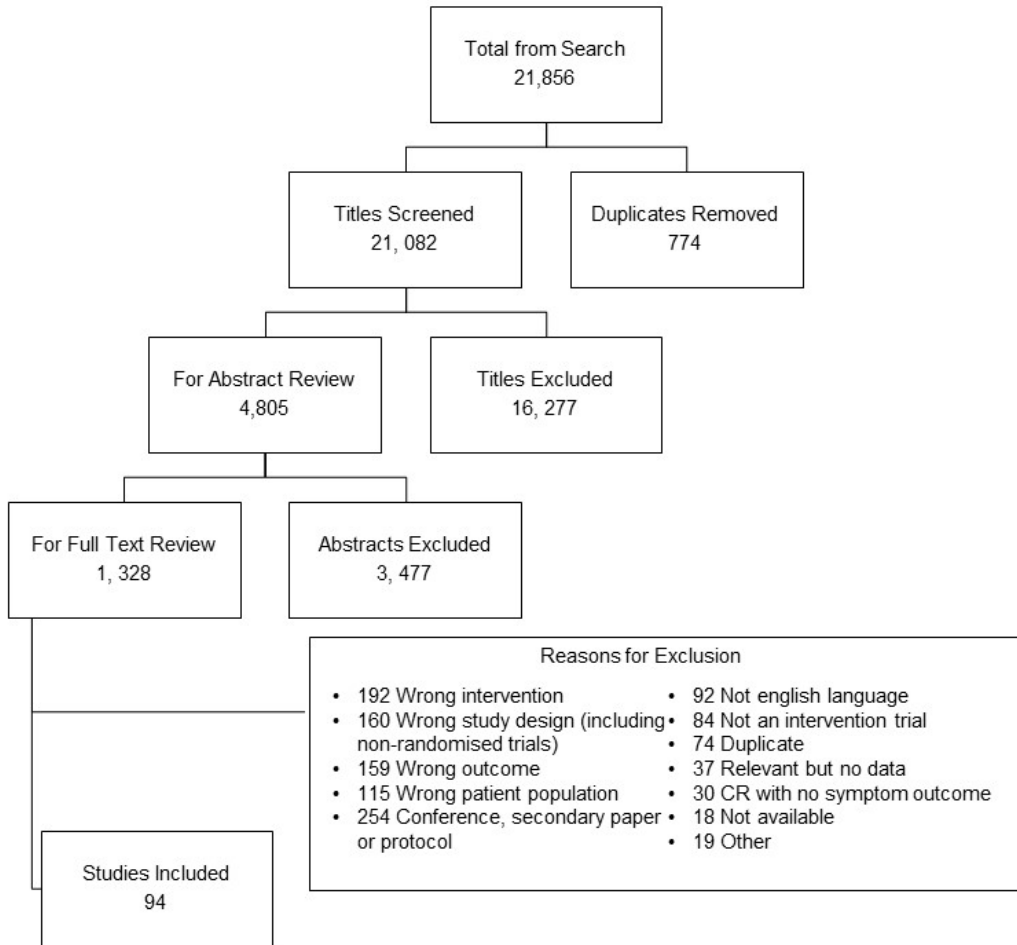 Total from Search
21,856
Titles Screened
21, 082
Duplicates Removed
774
For Abstract Review
4,805
Titles Excluded
16, 277
For Full Text Review
1, 328
Abstracts Excluded
3, 477
Reasons for Exclusion
• 192 Wrong intervention
• 160 Wrong study design (including
non-randomised trials)
• 159 Wrong outcome
• 115 Wrong patient population
• 254 Conference, secondary paper
or protocol
• 92 Not english language
• 84 Not an intervention trial
• 74 Duplicate
• 37 Relevant but no data
• 30 CR with no symptom outcome
• 18 Not available
• 19 Other
Studies Included
94